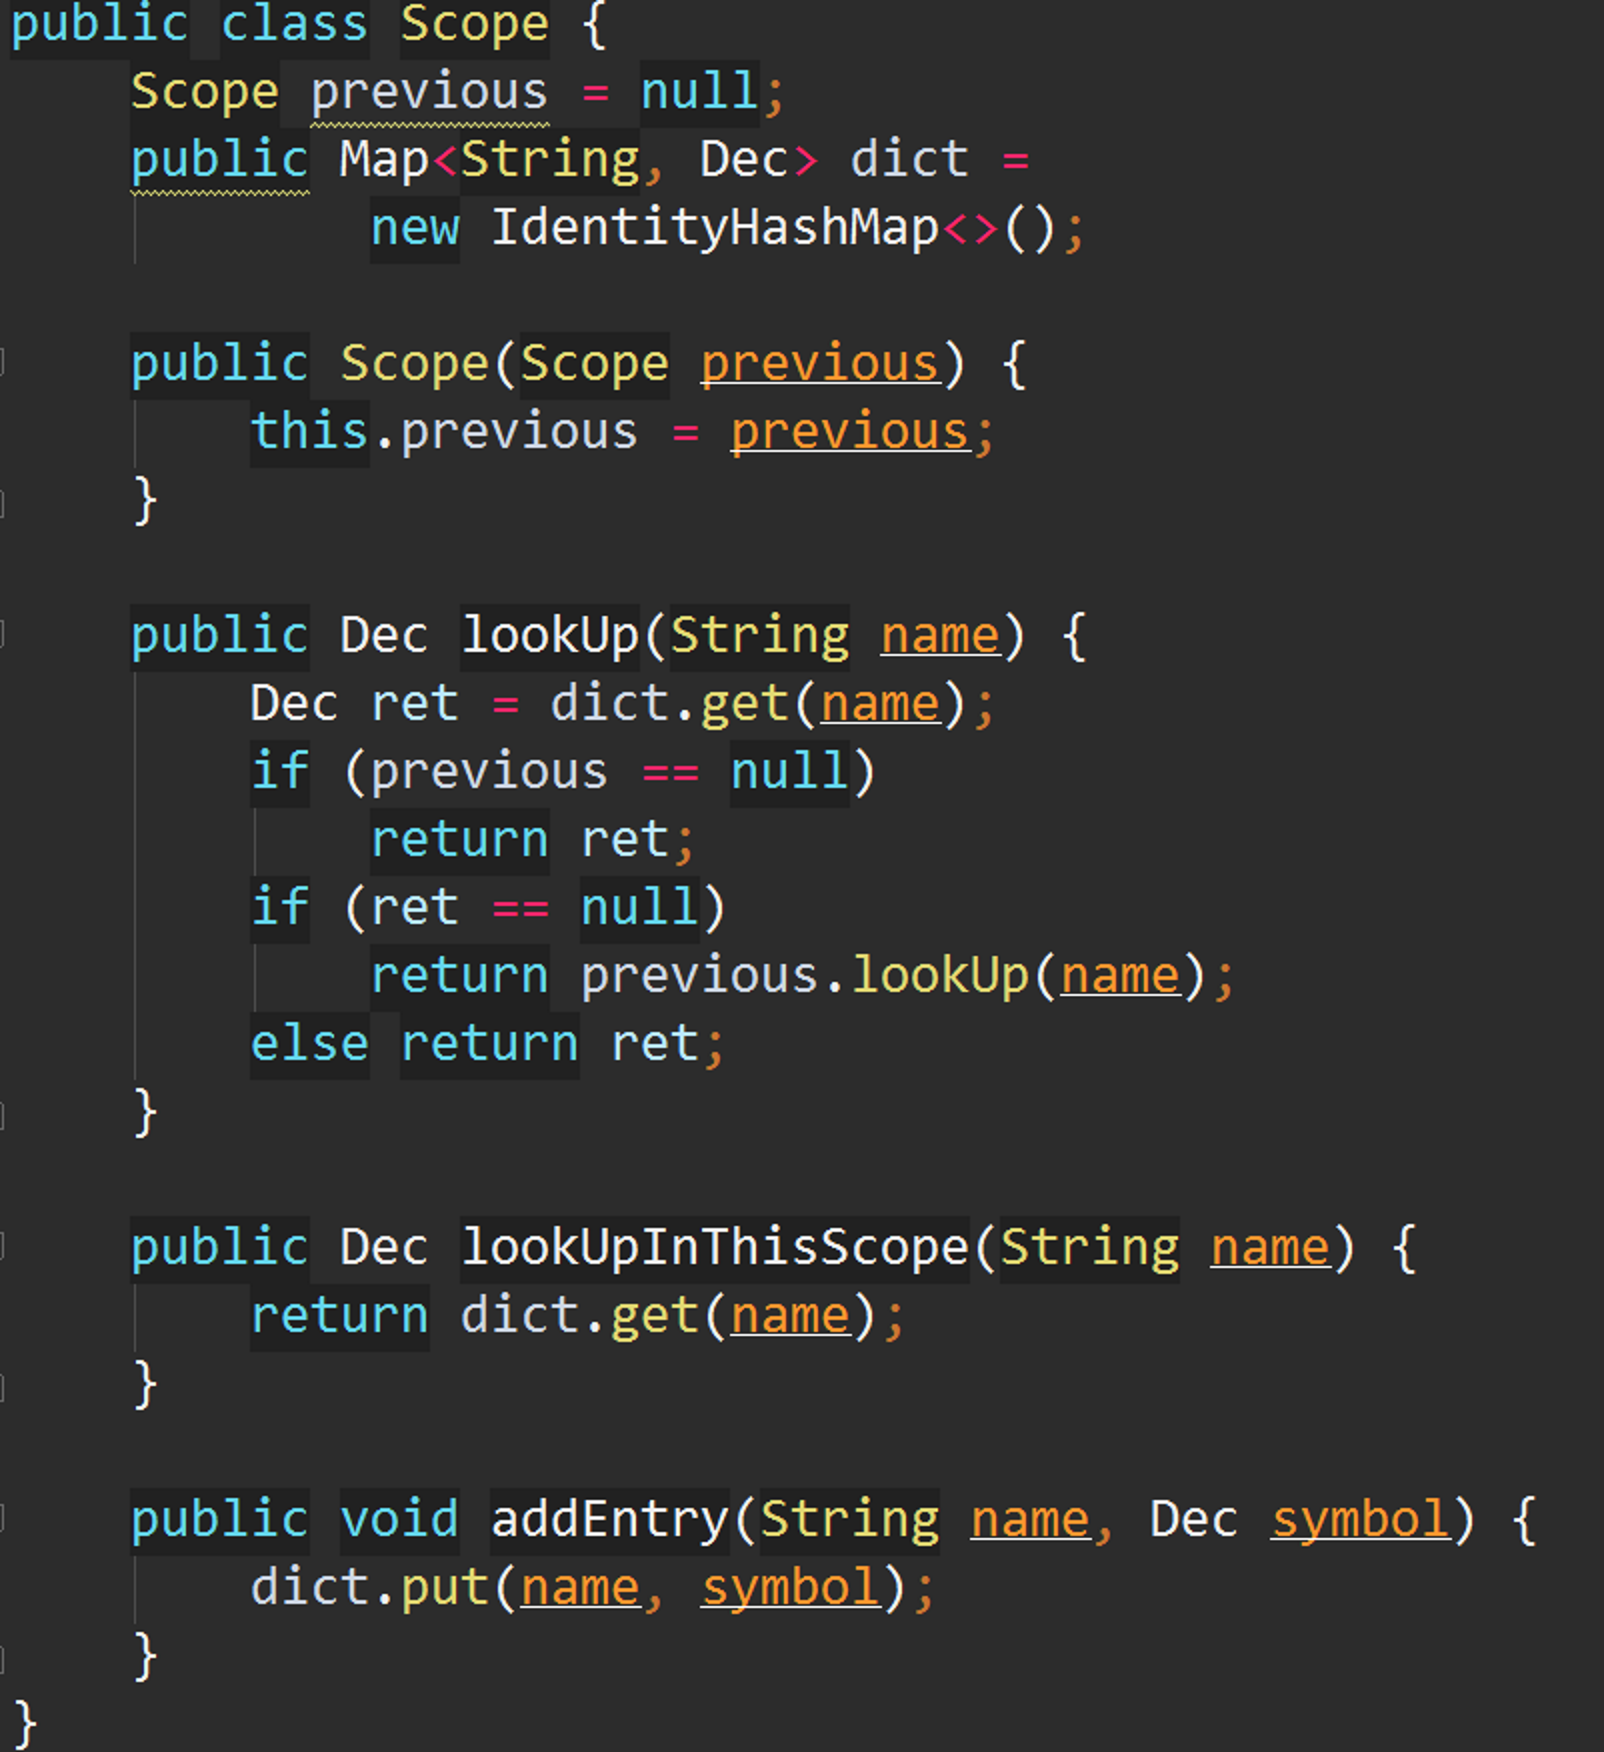 public class Scope {
Scope previous = null;
public Map<String, Dec> dict =
new IdentityHashMap<>();
public Scope(Scope previous) {
this.previous = previous;
}
public Dec lookUp(String name) {
Dec ret = dict.get(name);
if (previous == null)
return ret;
if (ret == null)
return previous.lookUp(name);
else return ret;
}
public Dec lookUpInThisScope(String name) {
return dict.get(name);
}
public void addEntry(String name, Dec symbol) {
dict.put(name, symbol);
}
}